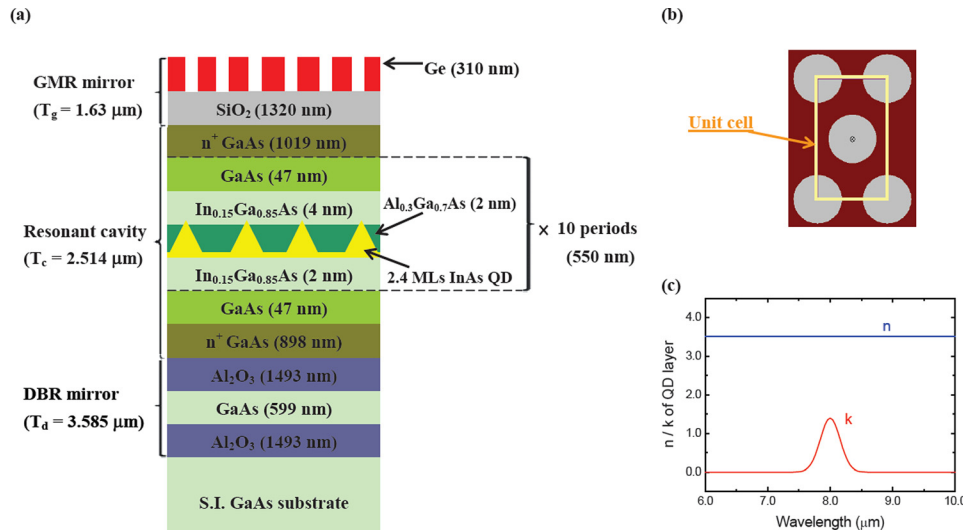 (a)
GMR mirror
(Tg = 1.63 μm)
Ge (310 nm)
SiO₂ (1320 nm)
n⁺ GaAs (1019 nm)
GaAs (47 nm)
In₀.₁₅Ga₀.₈₅As (4 nm)
Al₀.₃Ga₀.₇As (2 nm)
Resonant cavity
(Tc = 2.514 μm)
× 10 periods
(550 nm)
In₀.₁₅Ga₀.₈₅As (2 nm)
2.4 MLs InAs QD
GaAs (47 nm)
n⁺ GaAs (898 nm)
DBR mirror
(Td = 3.585 μm)
Al₂O₃ (1493 nm)
GaAs (599 nm)
Al₂O₃ (1493 nm)
S.I. GaAs substrate
(b)
Unit cell
(c)
n / k of QD layer
4.0
3.0
2.0
1.0
0.0
n
k
6.0 7.0 8.0 9.0 10.0
Wavelength (μm)